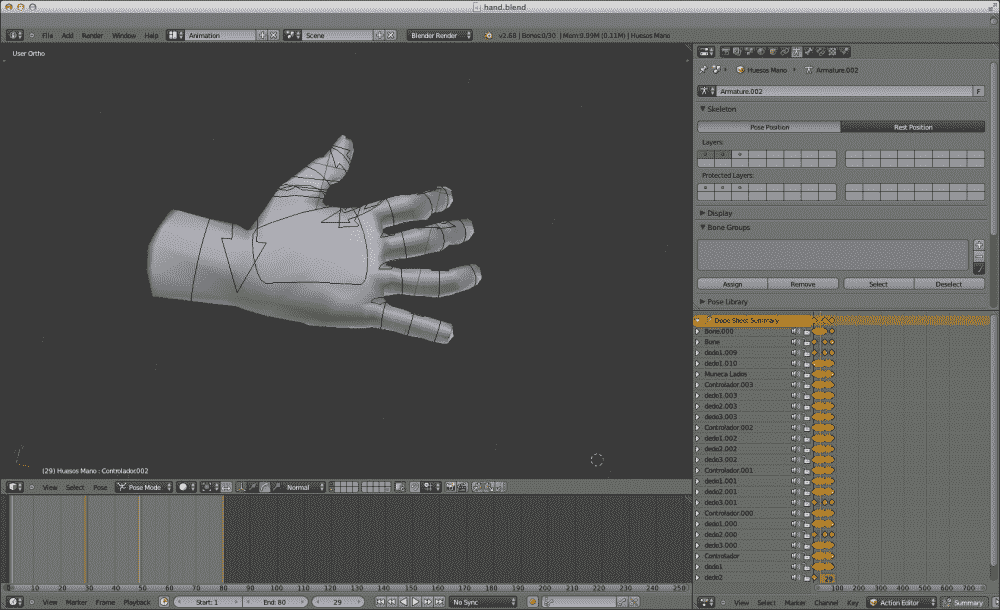 hand.blend
File Add Render Window Help Animation Scene Blender Render v2.68 | Bones:0/30 | Mem:9.99M (0.11M) | Huesos Mano
User Ortho
Huesos Mano Armature.002
Armature.002 F
Skeleton
Pose Position Rest Position
Layers:
Protected Layers:
Display
Bone Groups
Assign Remove Select Deselect
Pose Library
Dope Sheet Summary
Bone.000
Bone
dedo1.009
dedo1.010
Muneca Lados
Controlador.003
dedo1.003
dedo2.003
dedo3.003
Controlador.002
dedo1.002
dedo2.002
dedo3.002
Controlador.001
dedo1.001
dedo2.001
dedo3.001
Controlador.000
dedo1.000
dedo2.000
dedo3.000
Controlador
dedo1
dedo2
29
100 200 300 400 500 600 700
View Select Marker Channel Key Action Editor Summary
(29) Huesos Mano : Controlador.002
View Select Pose Pose Mode Normal
0 10 20 30 40 50 60 70 80 90 100 110 120 130 140 150 160 170 180 190 200 210 220 230 240 250
View Marker Frame Playback Start: 1 End: 80 29 No Sync